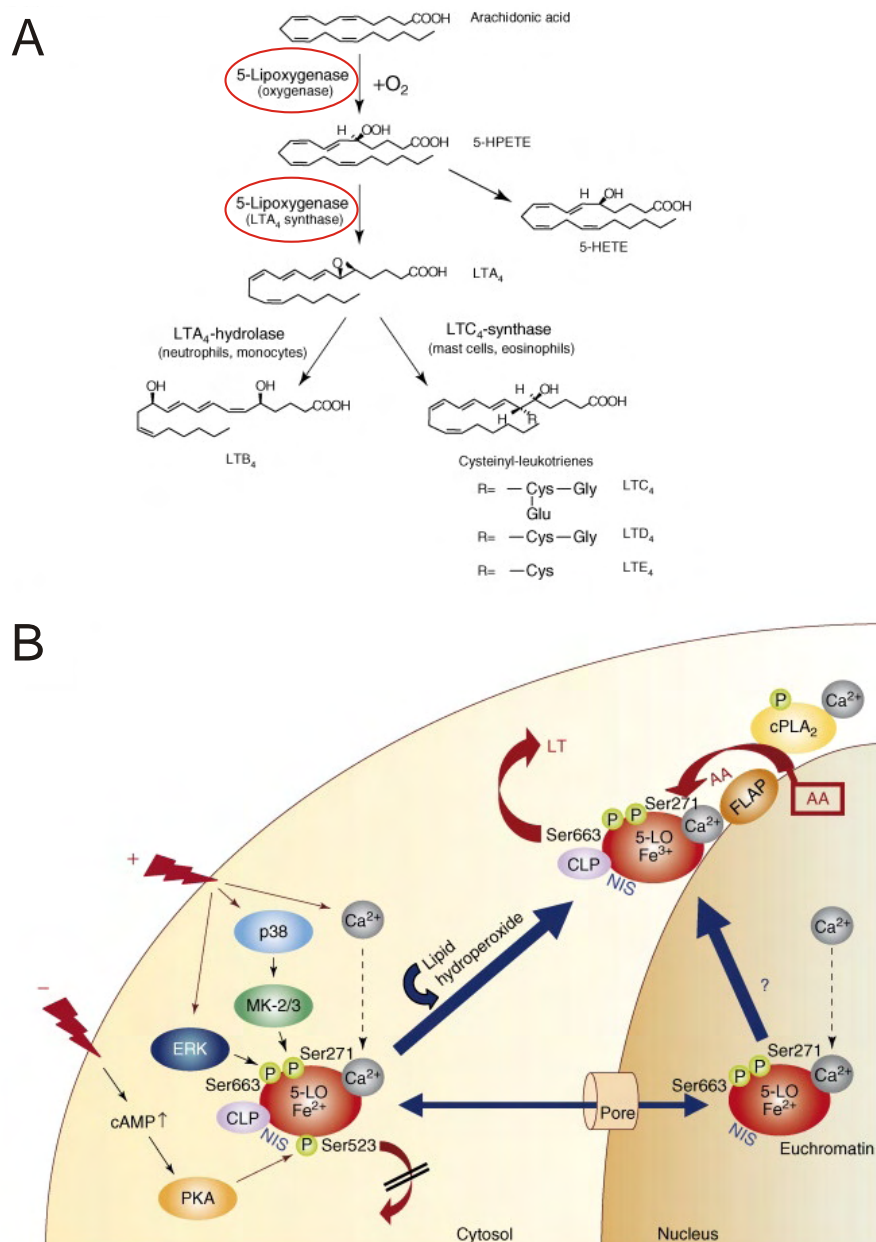 A
COOH
Arachidonic acid
5-Lipoxygenase
(oxygenase)
+O₂
H
OOH
COOH
5-HPETE
5-Lipoxygenase
(LTA₄ synthase)
H
OH
COOH
5-HETE
O
COOH
LTA₄
LTA₄-hydrolase
(neutrophils, monocytes)
LTC₄-synthase
(mast cells, eosinophils)
OH
OH
COOH
LTB₄
H
OH
COOH
H
R
Cysteinyl-leukotrienes
R= —Cys—Gly LTC₄
Glu
R= —Cys—Gly LTD₄
R= —Cys LTE₄
B
P
Ca²⁺
cPLA₂
LT
AA
FLAP
AA
Ser271
P
P
Ser663
5-LO
Fe³⁺
Ca²⁺
CLP
NIS
+
p38
Ca²⁺
Lipid
hydroperoxide
Ca²⁺
−
MK-2/3
?
ERK
Ser271
P
P
Ser663
5-LO
Fe²⁺
Ca²⁺
CLP
NIS
P
Ser523
cAMP↑
PKA
Pore
Ser271
P
P
Ser663
5-LO
Fe²⁺
Ca²⁺
NIS
Euchromatin
Cytosol
Nucleus